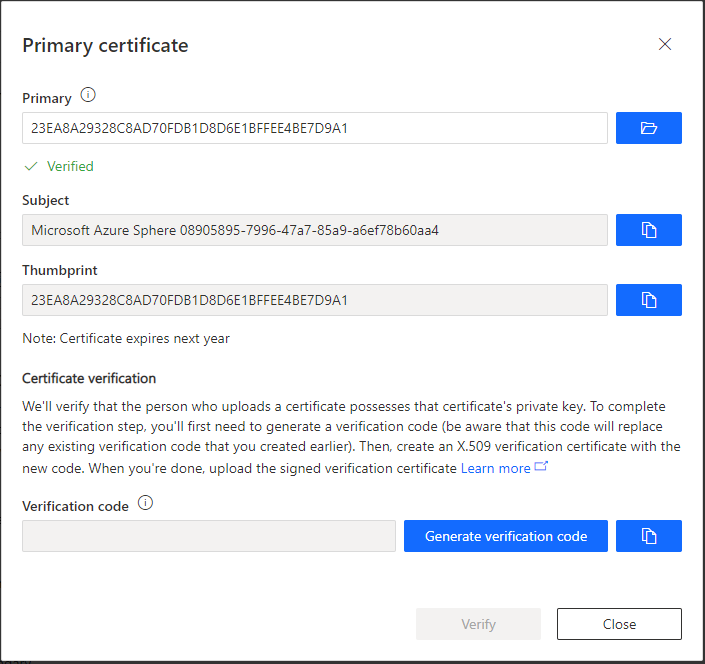 Primary certificate
Primary
23EA8A29328C8AD70FDB1D8D6E1BFFEE4BE7D9A1
Verified
Subject
Microsoft Azure Sphere 08905895-7996-47a7-85a9-a6ef78b60aa4
Thumbprint
23EA8A29328C8AD70FDB1D8D6E1BFFEE4BE7D9A1
Note: Certificate expires next year
Certificate verification
We'll verify that the person who uploads a certificate possesses that certificate's private key. To complete
the verification step, you'll first need to generate a verification code (be aware that this code will replace
any existing verification code that you created earlier). Then, create an X.509 verification certificate with the
new code. When you're done, upload the signed verification certificate Learn more
Verification code
Generate verification code
Verify Close